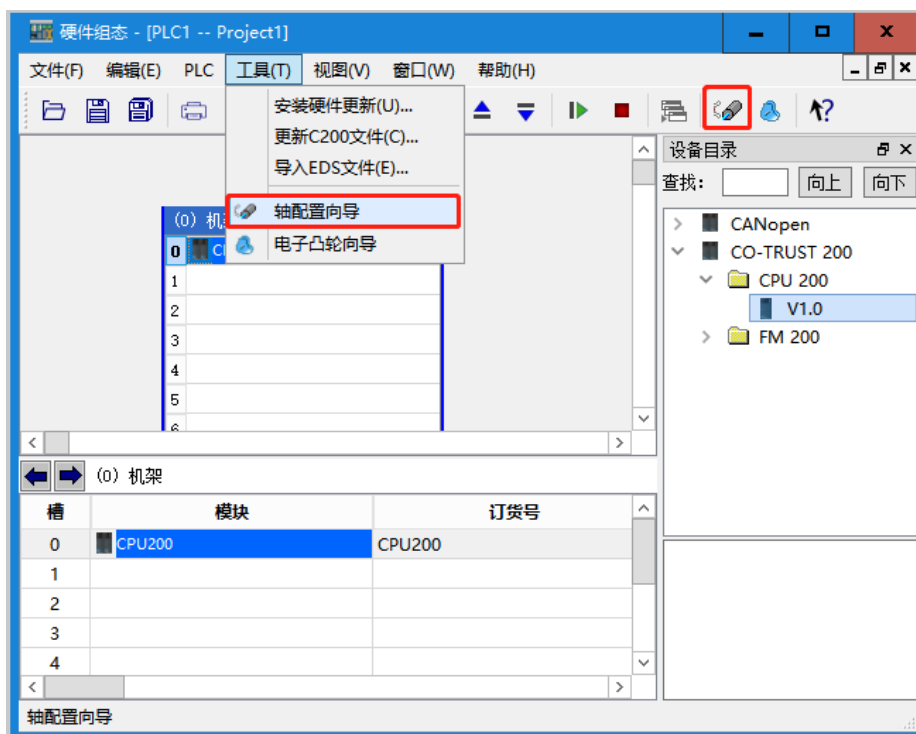 硬件组态 - [PLC1 -- Project1]
文件(F) 编辑(E) PLC 工具(T) 视图(V) 窗口(W) 帮助(H)
安装硬件更新(U)...
更新C200文件(C)...
导入EDS文件(E)...
轴配置向导
电子凸轮向导
设备目录
查找: 向上 向下
CANopen
CO-TRUST 200
CPU 200
V1.0
FM 200
(0) 机
0
1
2
3
4
5
(0) 机架
槽 模块 订货号
0 CPU200 CPU200
1
2
3
4
轴配置向导